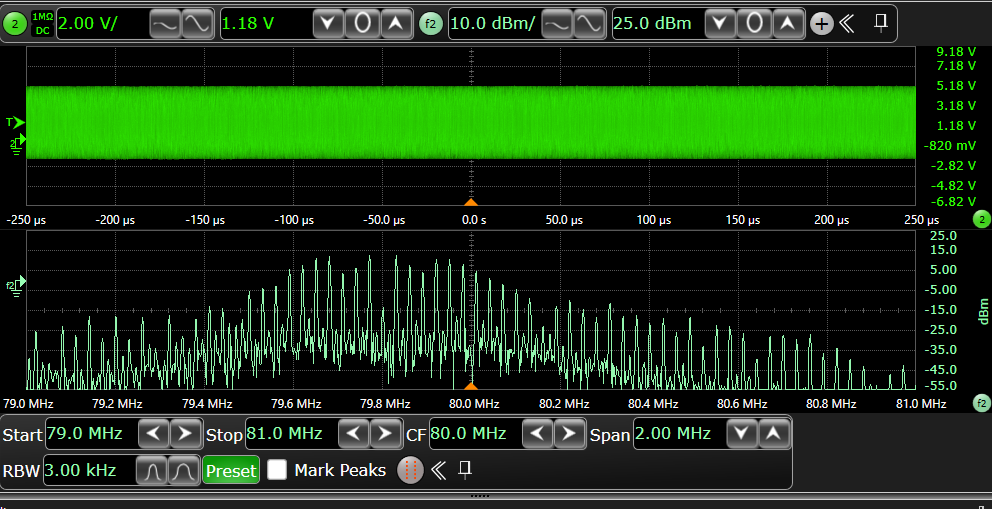 2 1MΩ DC 2.00 V/ 1.18 V f2 10.0 dBm/ 25.0 dBm
9.18 V
7.18 V
5.18 V
3.18 V
T 1.18 V
2 -820 mV
-2.82 V
-4.82 V
-6.82 V
-250 µs -200 µs -150 µs -100 µs -50.0 µs 0.0 s 50.0 µs 100 µs 150 µs 200 µs 250 µs 2
25.0
15.0
f2 5.00
-5.00
-15.0
-25.0
-35.0
-45.0
-55.0
dBm
79.0 MHz 79.2 MHz 79.4 MHz 79.6 MHz 79.8 MHz 80.0 MHz 80.2 MHz 80.4 MHz 80.6 MHz 80.8 MHz 81.0 MHz f2
Start 79.0 MHz Stop 81.0 MHz CF 80.0 MHz Span 2.00 MHz
RBW 3.00 kHz Preset Mark Peaks